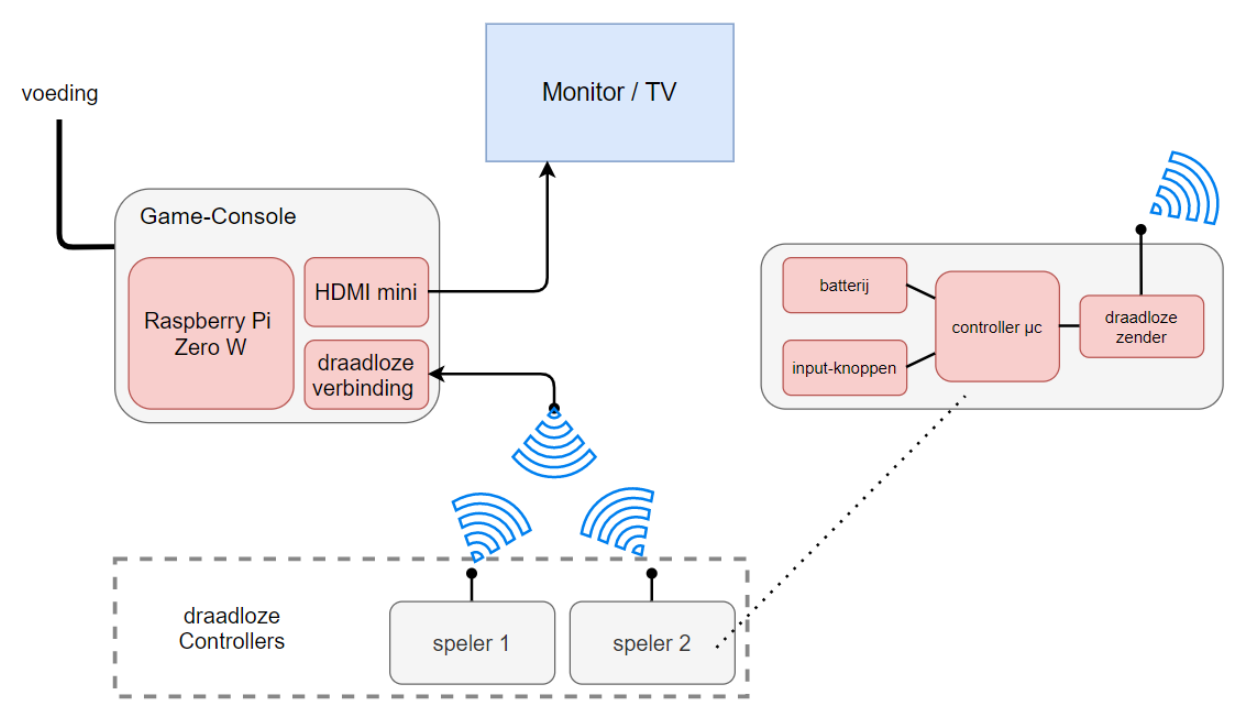 voeding
Monitor / TV
Game-Console
Raspberry Pi
Zero W
HDMI mini
draadloze
verbinding
batterij
input-knoppen
controller µc
draadloze
zender
draadloze
Controllers
speler 1
speler 2